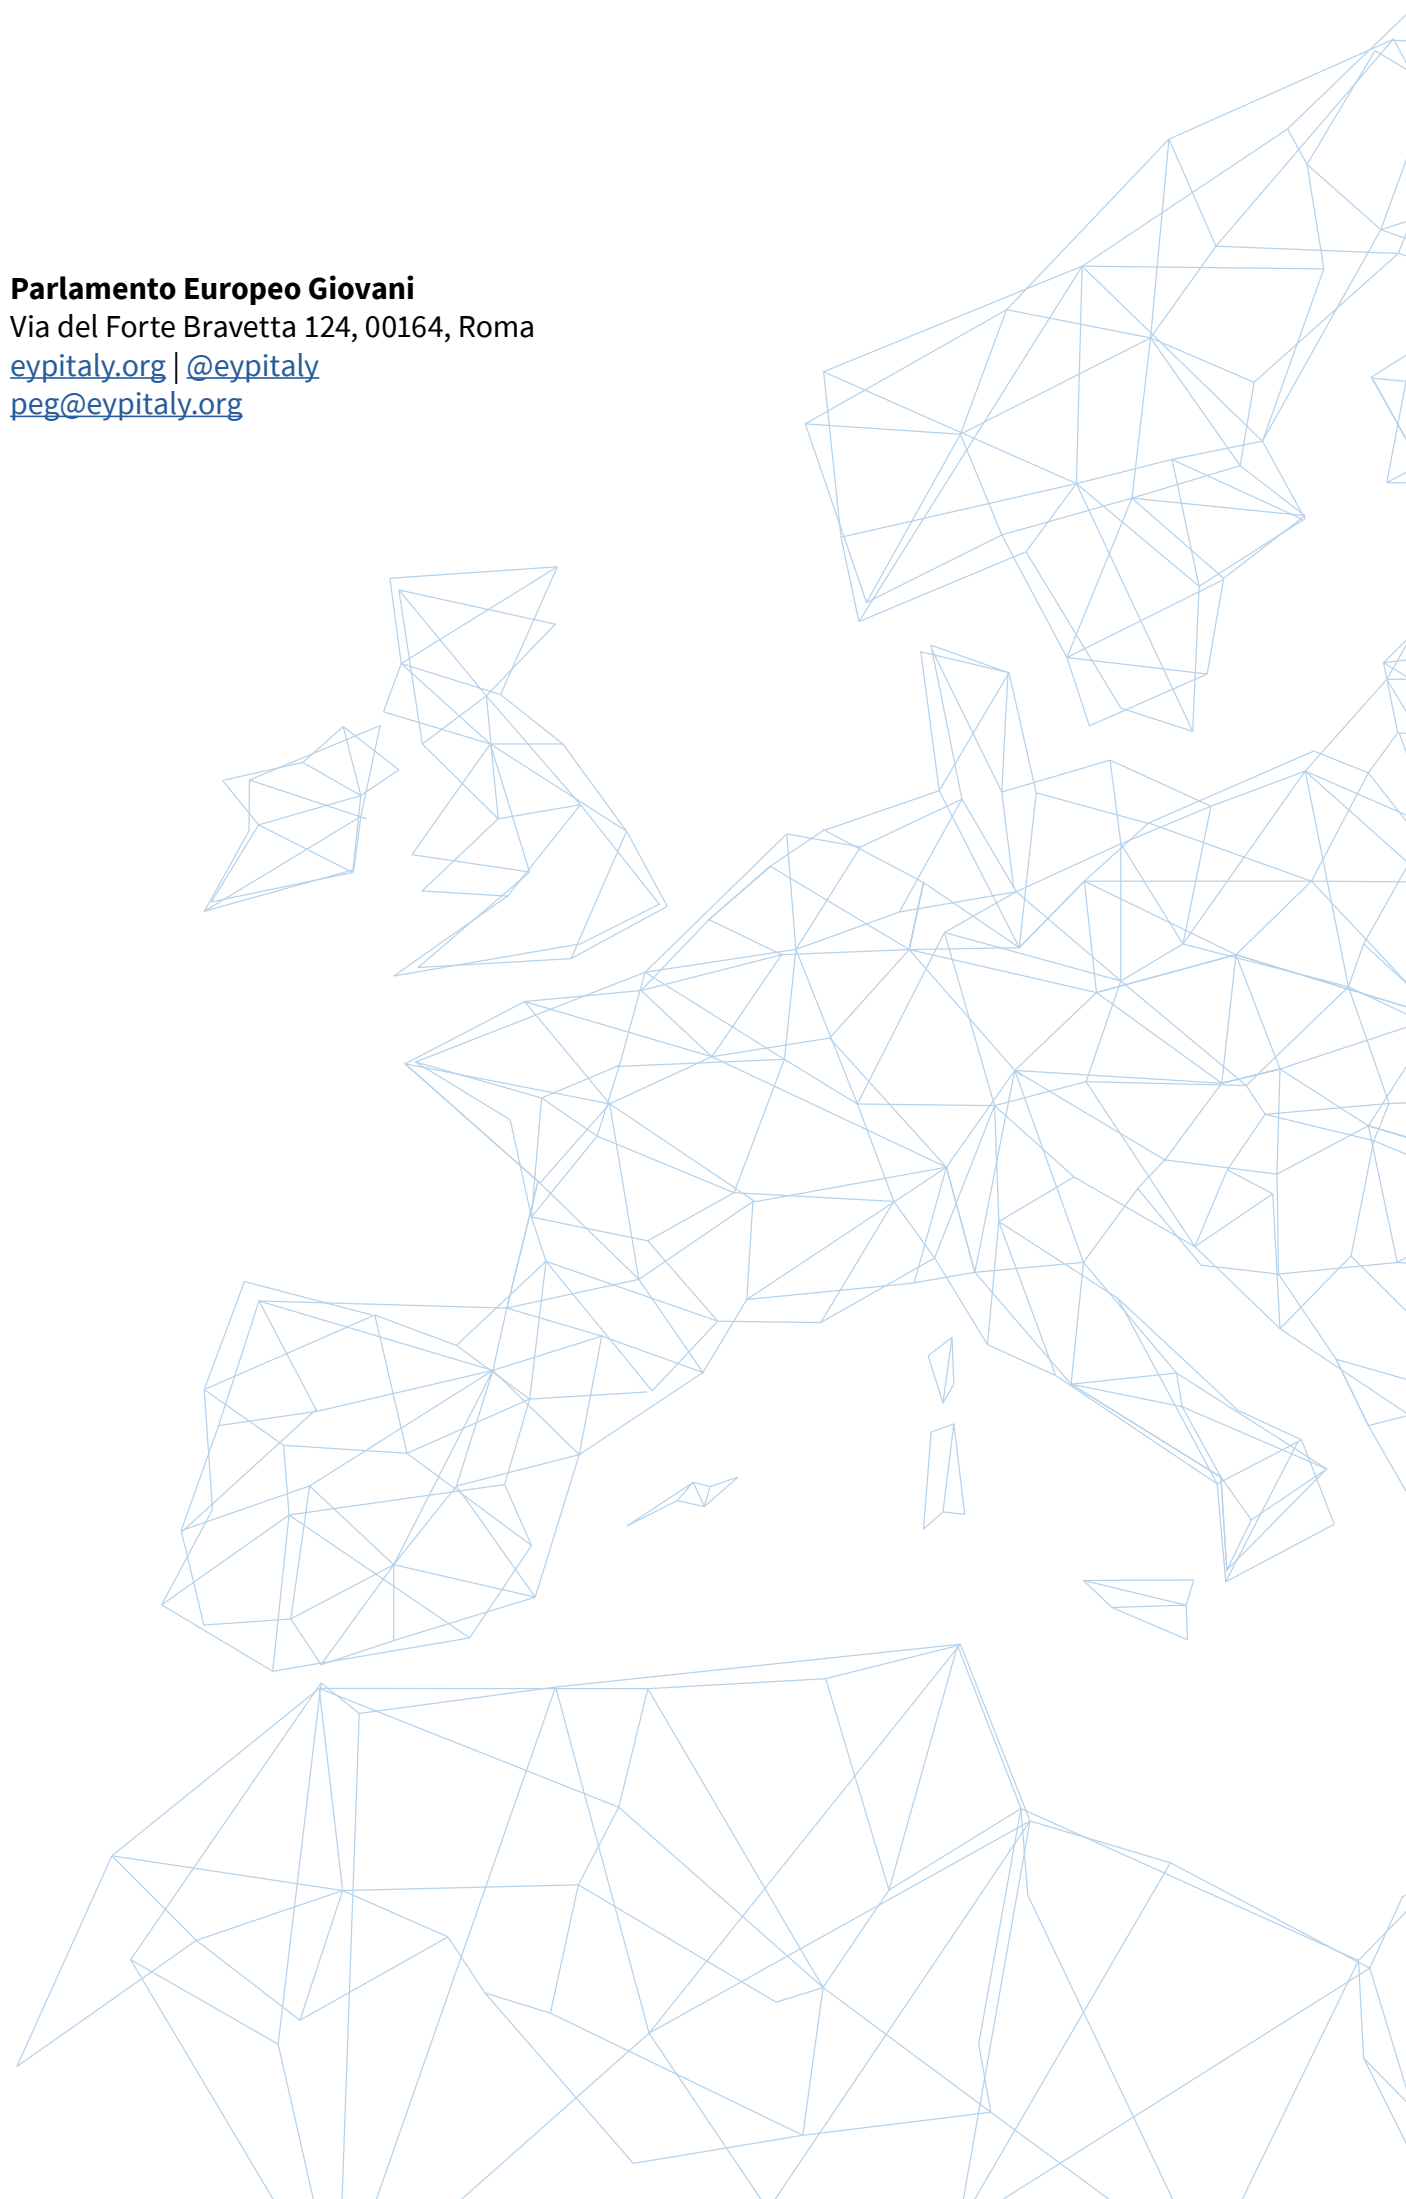 Parlamento Europeo Giovani
Via del Forte Bravetta 124, 00164, Roma
eypitaly.org | @eypitaly
peg@eypitaly.org